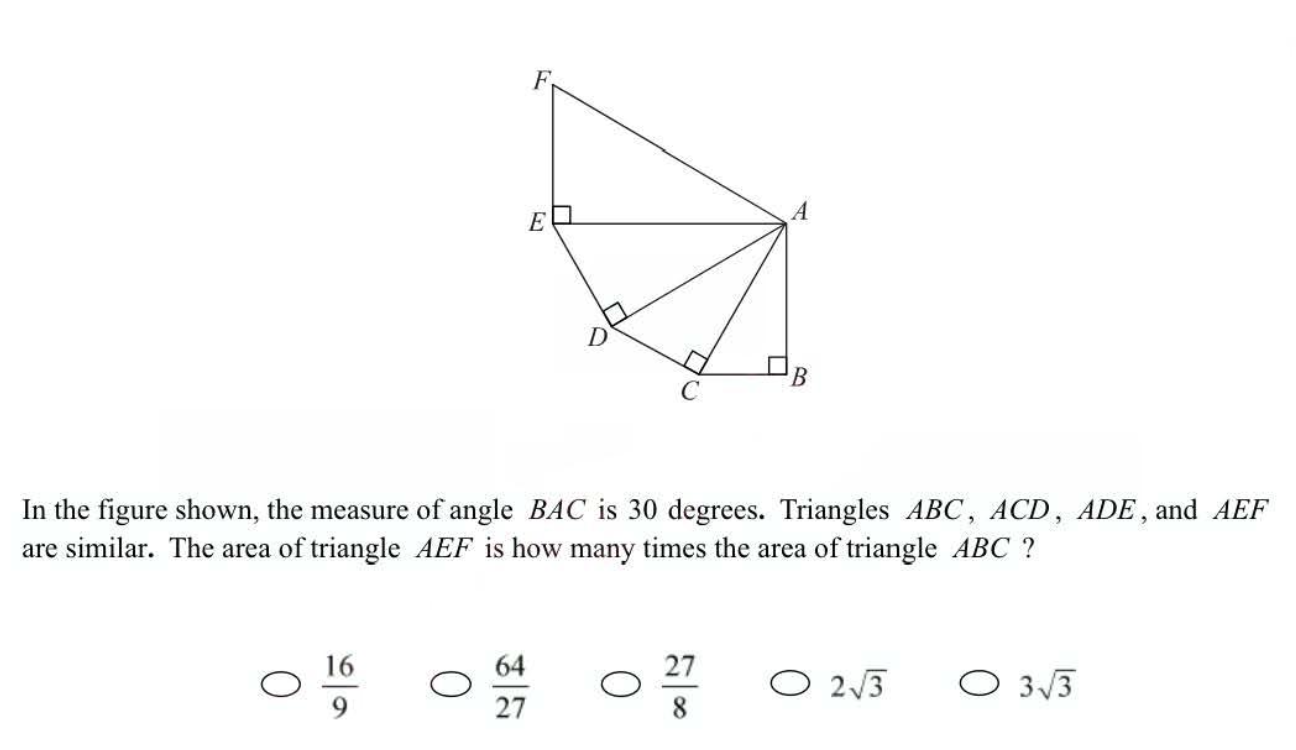 F
A
E
D
B
C
In the figure shown, the measure of angle BAC is 30 degrees. Triangles ABC, ACD, ADE, and AEF
are similar. The area of triangle AEF is how many times the area of triangle ABC ?
16/9 64/27 27/8 2√3 3√3